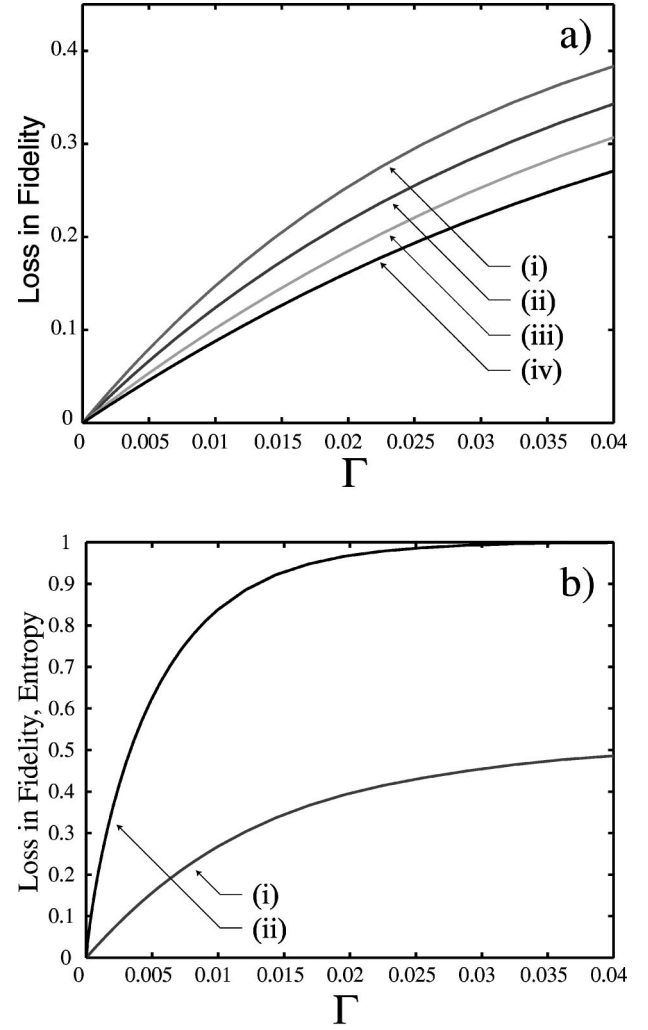 a)
0.4
0.3
0.2
0.1
0
Loss in Fidelity
(i)
(ii)
(iii)
(iv)
0 0.005 0.01 0.015 0.02 0.025 0.03 0.035 0.04
Γ
b)
1
0.9
0.8
0.7
0.6
0.5
0.4
0.3
0.2
0.1
0
Loss in Fidelity, Entropy
(i)
(ii)
0 0.005 0.01 0.015 0.02 0.025 0.03 0.035 0.04
Γ